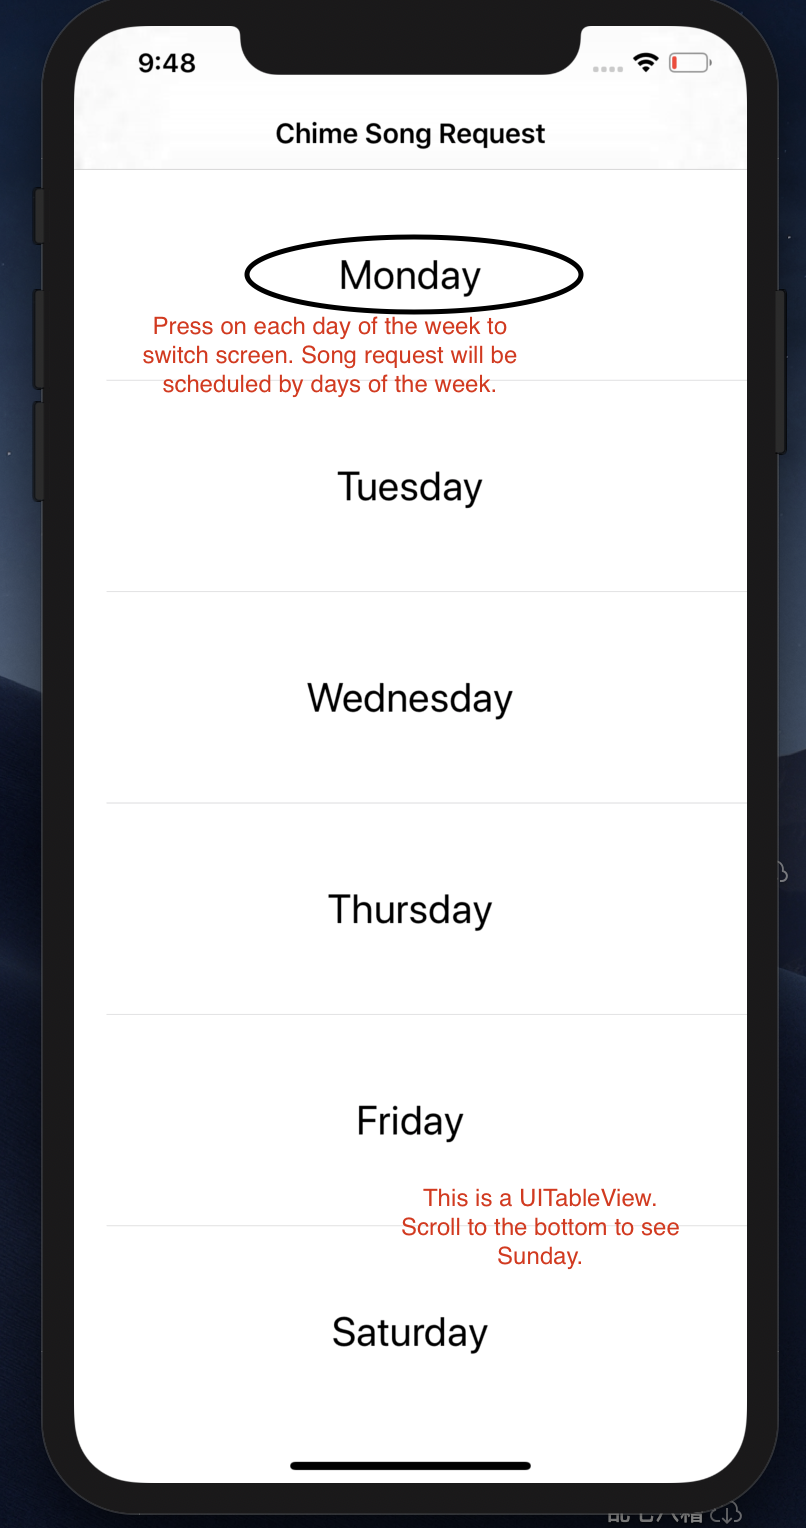 9:48
Chime Song Request
Monday
Press on each day of the week to
switch screen. Song request will be
scheduled by days of the week.
Tuesday
Wednesday
Thursday
Friday
This is a UITableView.
Scroll to the bottom to see
Sunday.
Saturday